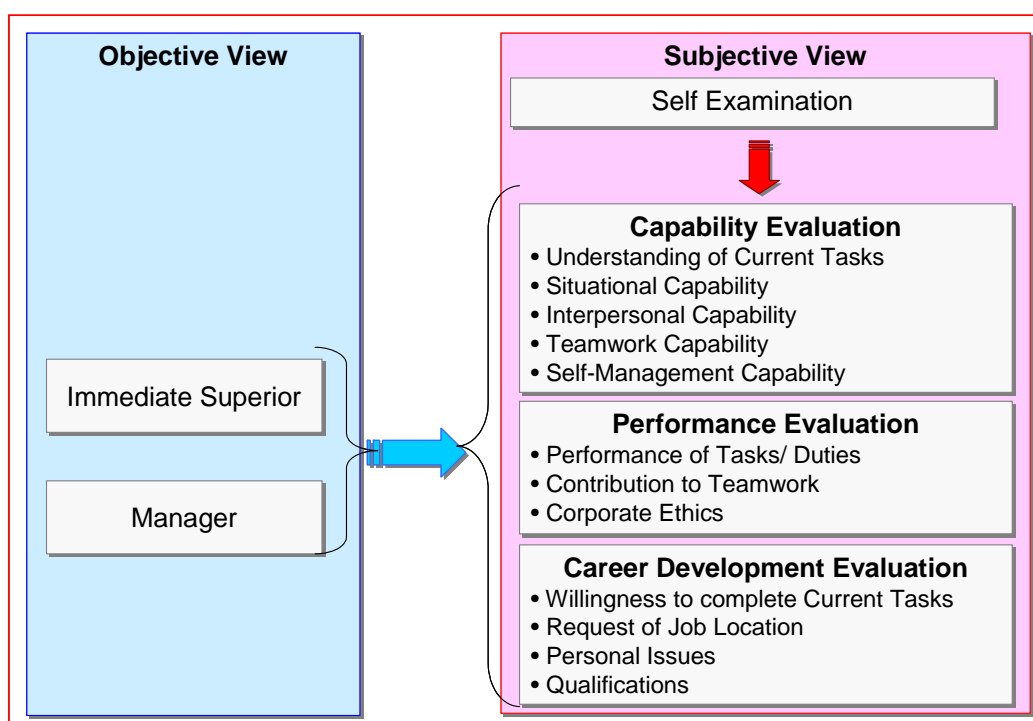 Objective View
Immediate Superior
Manager
Subjective View
Self Examination
Capability Evaluation
• Understanding of Current Tasks
• Situational Capability
• Interpersonal Capability
• Teamwork Capability
• Self-Management Capability
Performance Evaluation
• Performance of Tasks/ Duties
• Contribution to Teamwork
• Corporate Ethics
Career Development Evaluation
• Willingness to complete Current Tasks
• Request of Job Location
• Personal Issues
• Qualifications